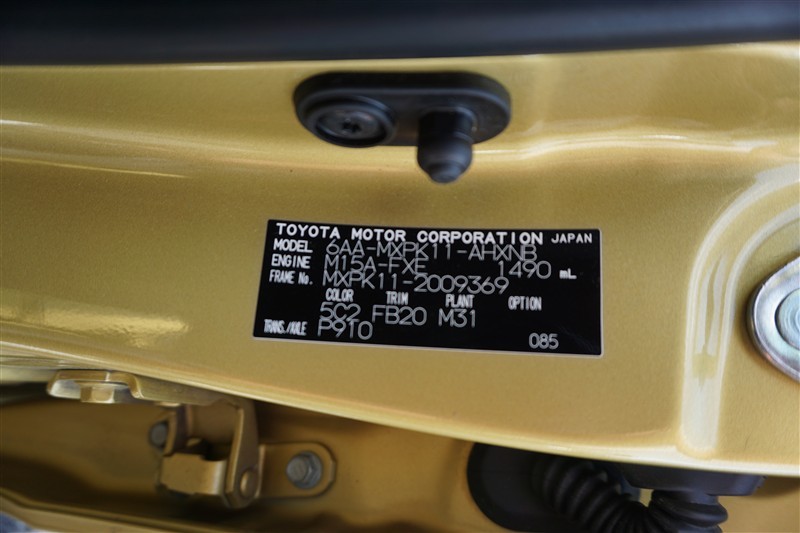 TOYOTA MOTOR CORPORATION JAPAN
MODEL 6AA-MXPK11-AHXNB
ENGINE M15A-FXE 1490 mL
FRAME No. MXPK11-2009369
COLOR TRIM PLANT OPTION
5C2 FB20 M31
TRANS./AXLE P910 085